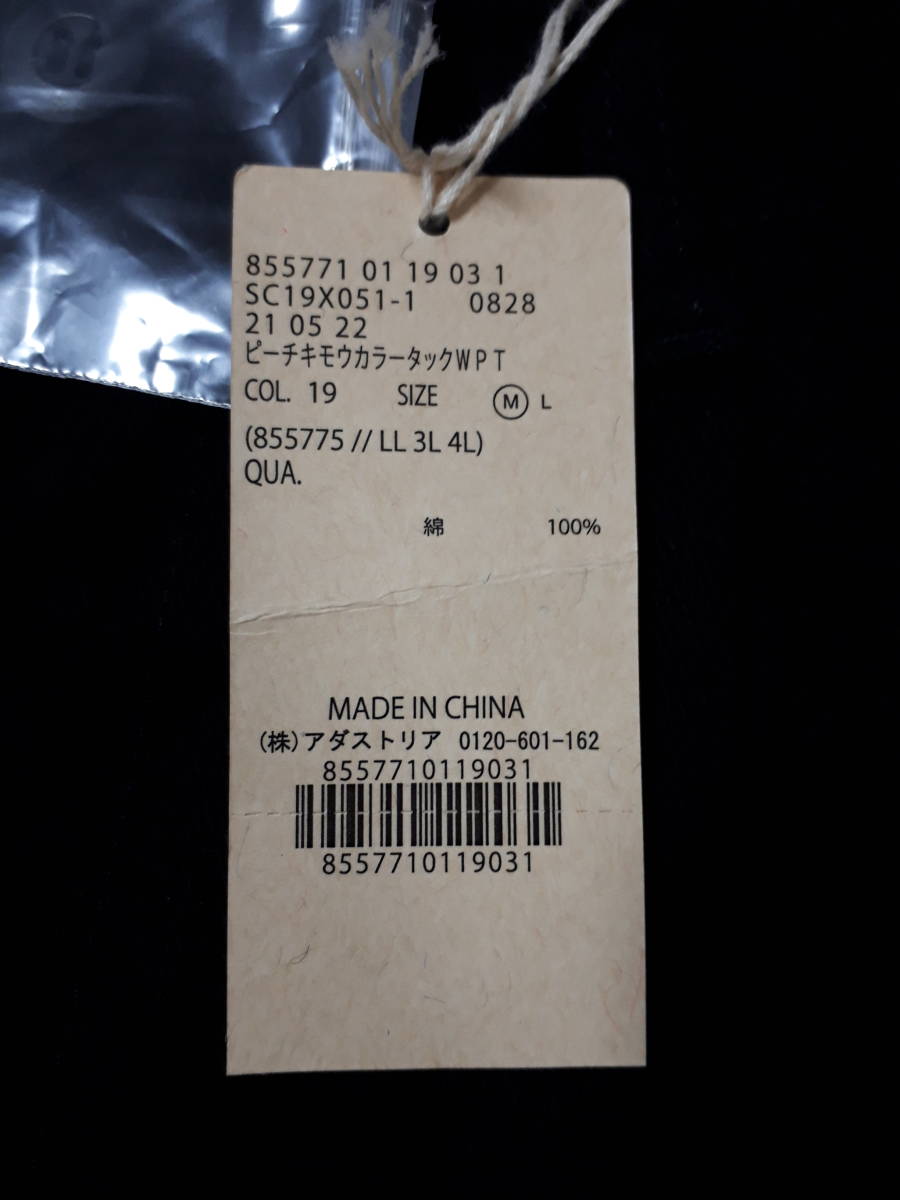 855771 01 19 03 1
SC19X051-1 0828
21 05 22
ピーチキモウカラータックWPT
COL. 19 SIZE M L
(855775 // LL 3L 4L)
QUA.
綿 100%
MADE IN CHINA
(株)アダストリア 0120-601-162
8557710119031
8557710119031